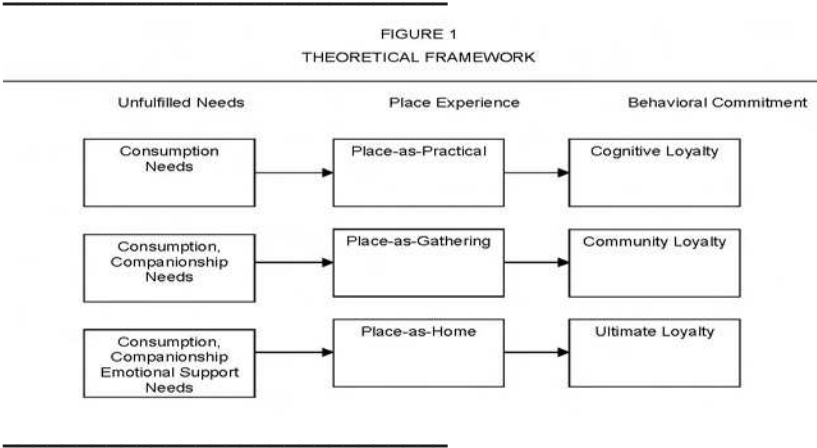 FIGURE 1
THEORETICAL FRAMEWORK
Unfulfilled Needs
Place Experience
Behavioral Commitment
Consumption
Needs
Place-as-Practical
Cognitive Loyalty
Consumption,
Companionship
Needs
Place-as-Gathering
Community Loyalty
Consumption,
Companionship
Emotional Support
Needs
Place-as-Home
Ultimate Loyalty